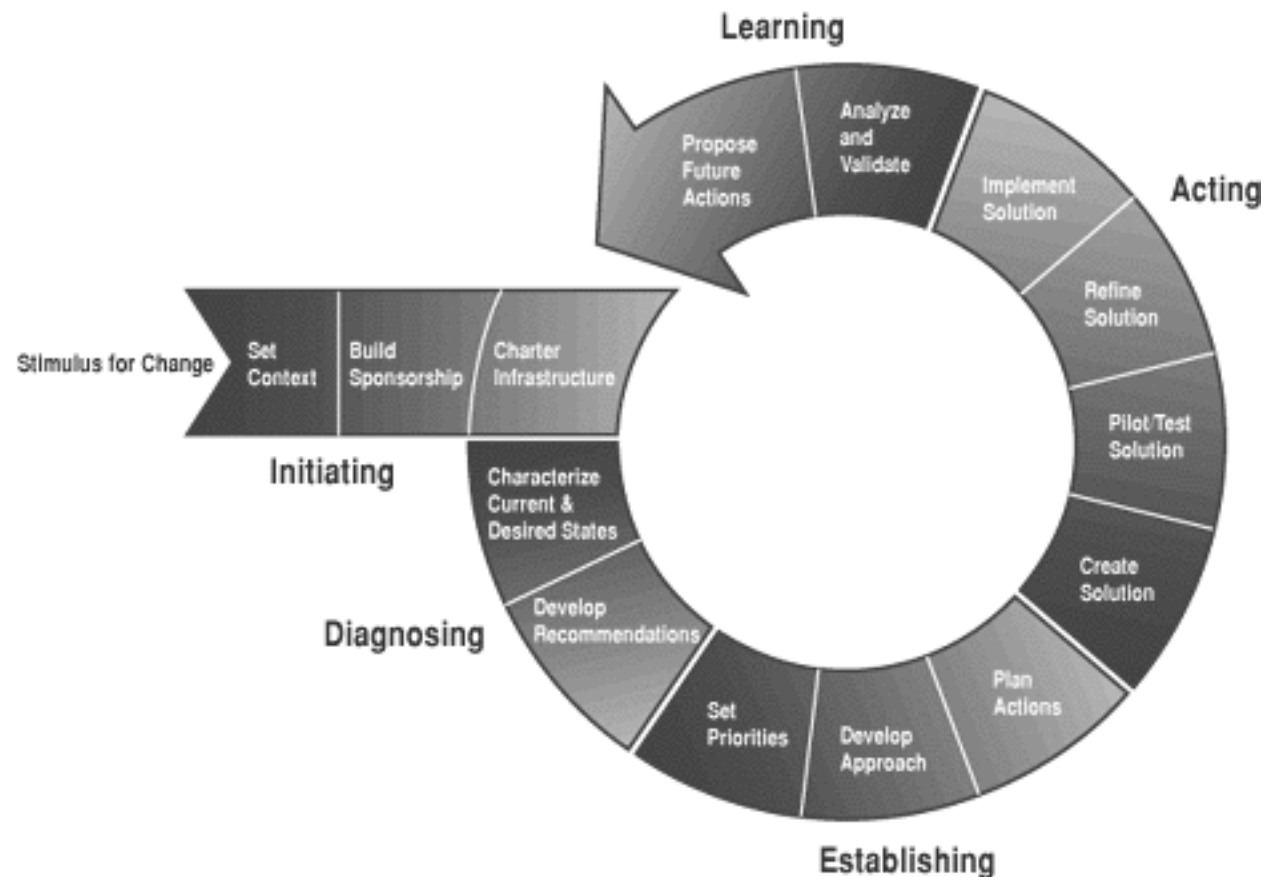 Learning
Analyze
and
Validate
Propose
Future
Actions
Implement
Solution
Acting
Refine
Solution
Stimulus for Change
Set
Context
Build
Sponsorship
Charter
Infrastructure
Pilot/Test
Solution
Initiating
Characterize
Current &
Desired States
Create
Solution
Diagnosing
Develop
Recommendations
Plan
Actions
Set
Priorities
Develop
Approach
Establishing